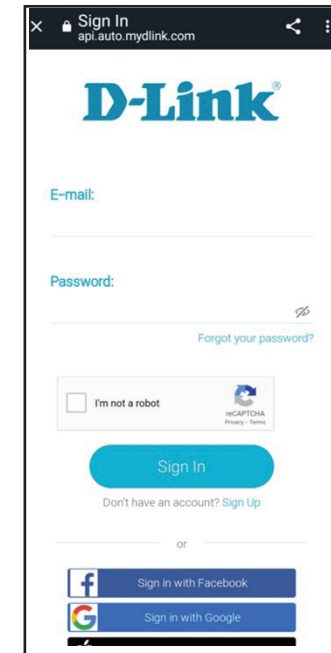 Sign In
api.auto.mydlink.com
D-Link®
E-mail:
Password:
Forgot your password?
I'm not a robot
reCAPTCHA
Privacy - Terms
Sign In
Don't have an account? Sign Up
or
Sign in with Facebook
Sign in with Google